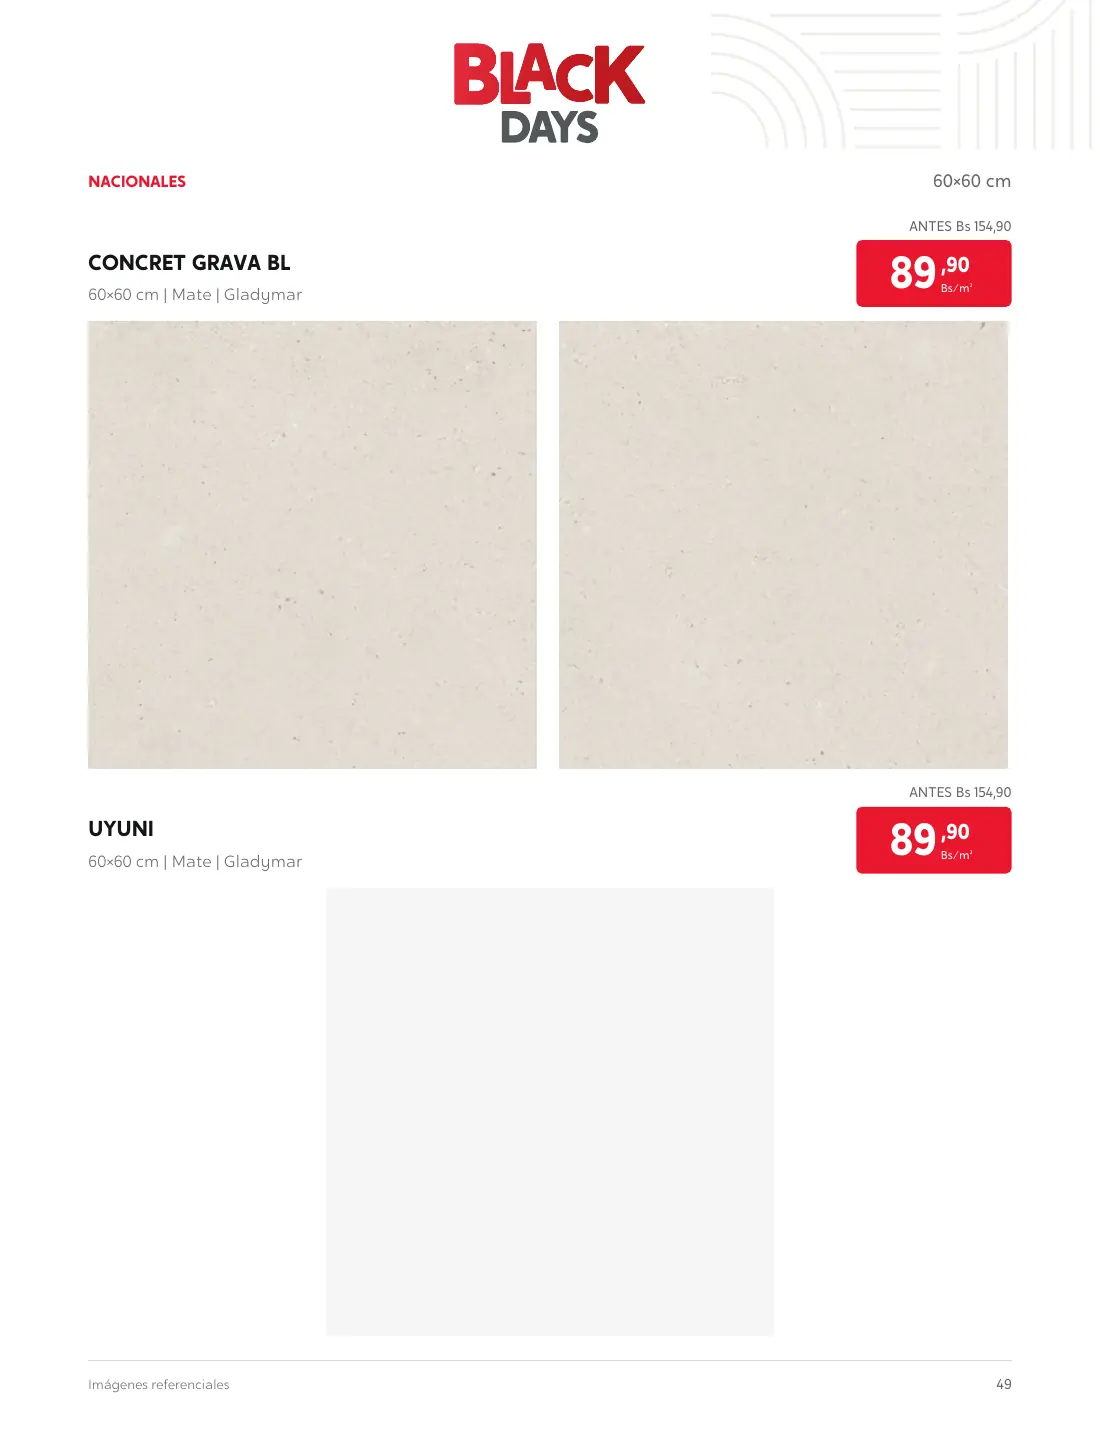 BLACK
DAYS
NACIONALES
60×60 cm
ANTES Bs 154,90
CONCRET GRAVA BL
89,90
Bs/m²
60×60 cm | Mate | Gladymar
ANTES Bs 154,90
UYUNI
89,90
Bs/m²
60×60 cm | Mate | Gladymar
Imágenes referenciales
49